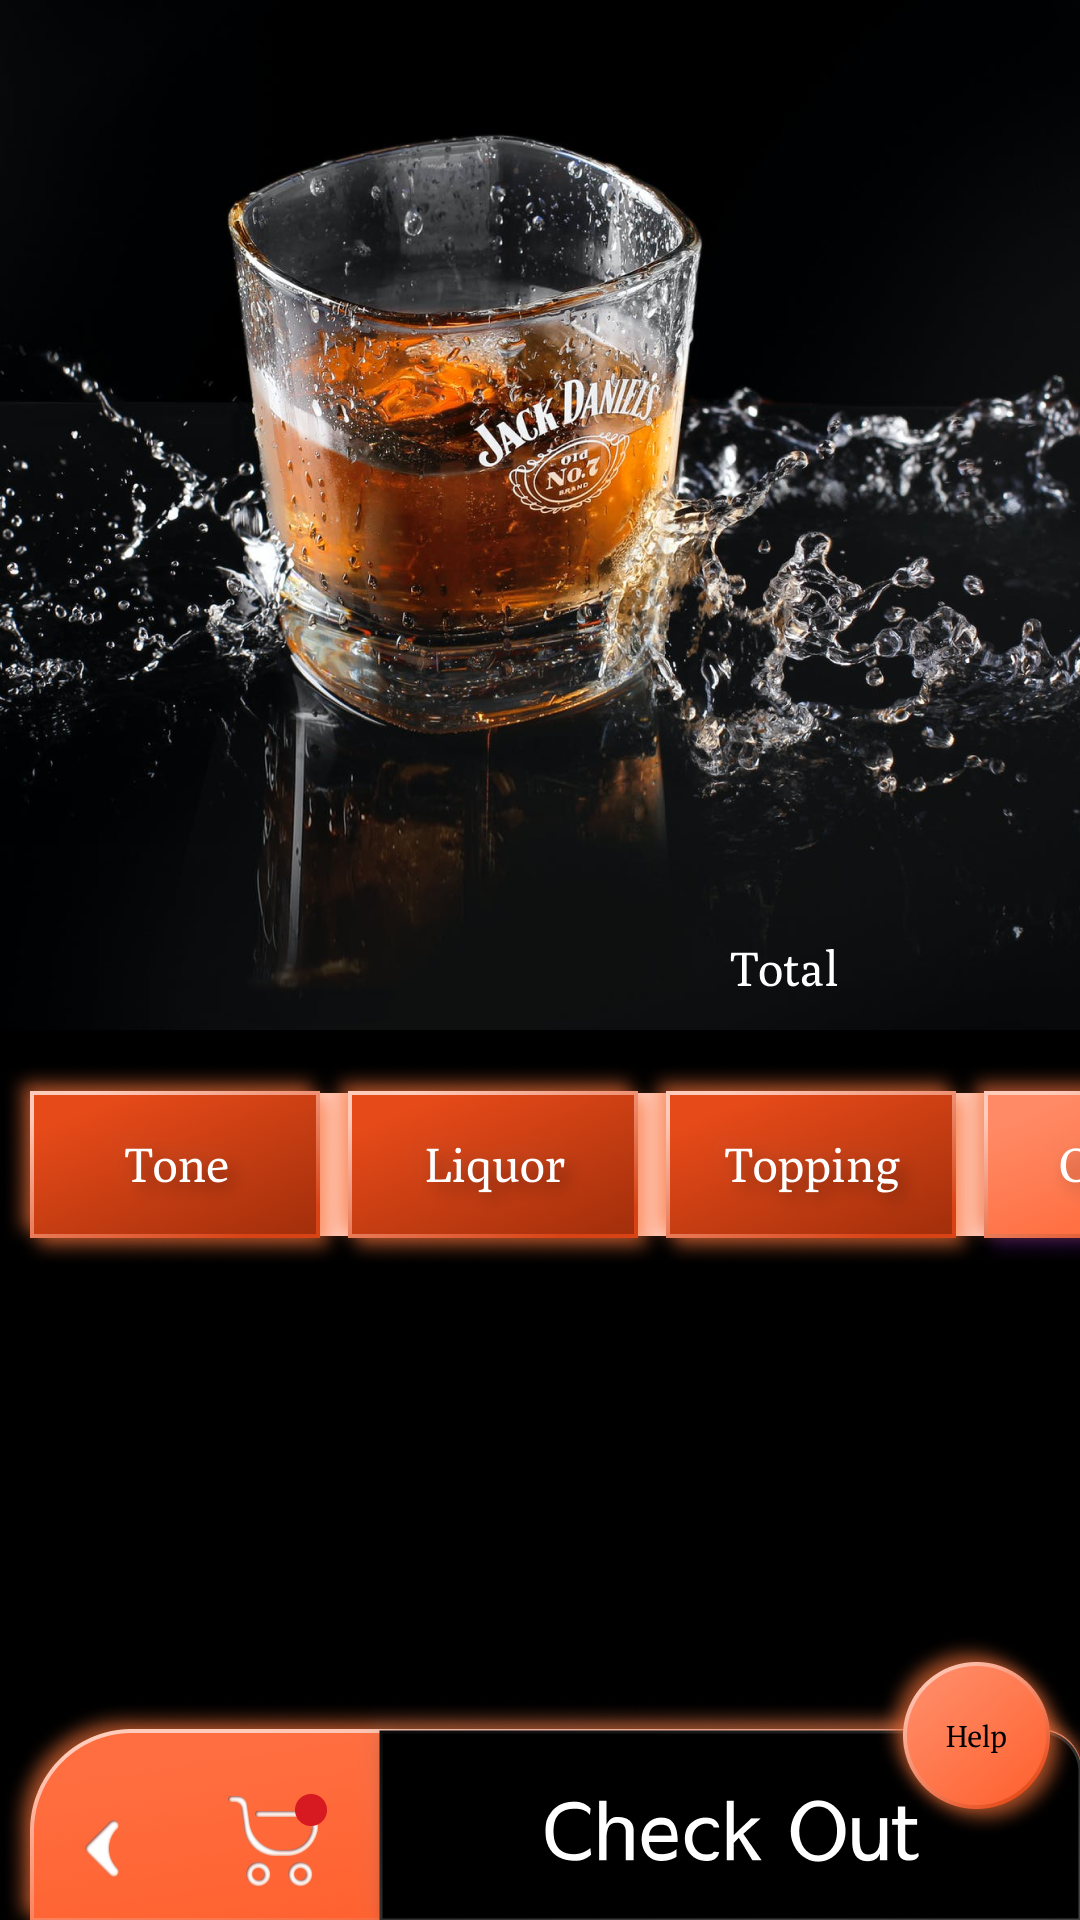 JACK DANIEL'S
Old
No.7
BRAND
Total
Tone
Liquor
Topping
Help
Check Out